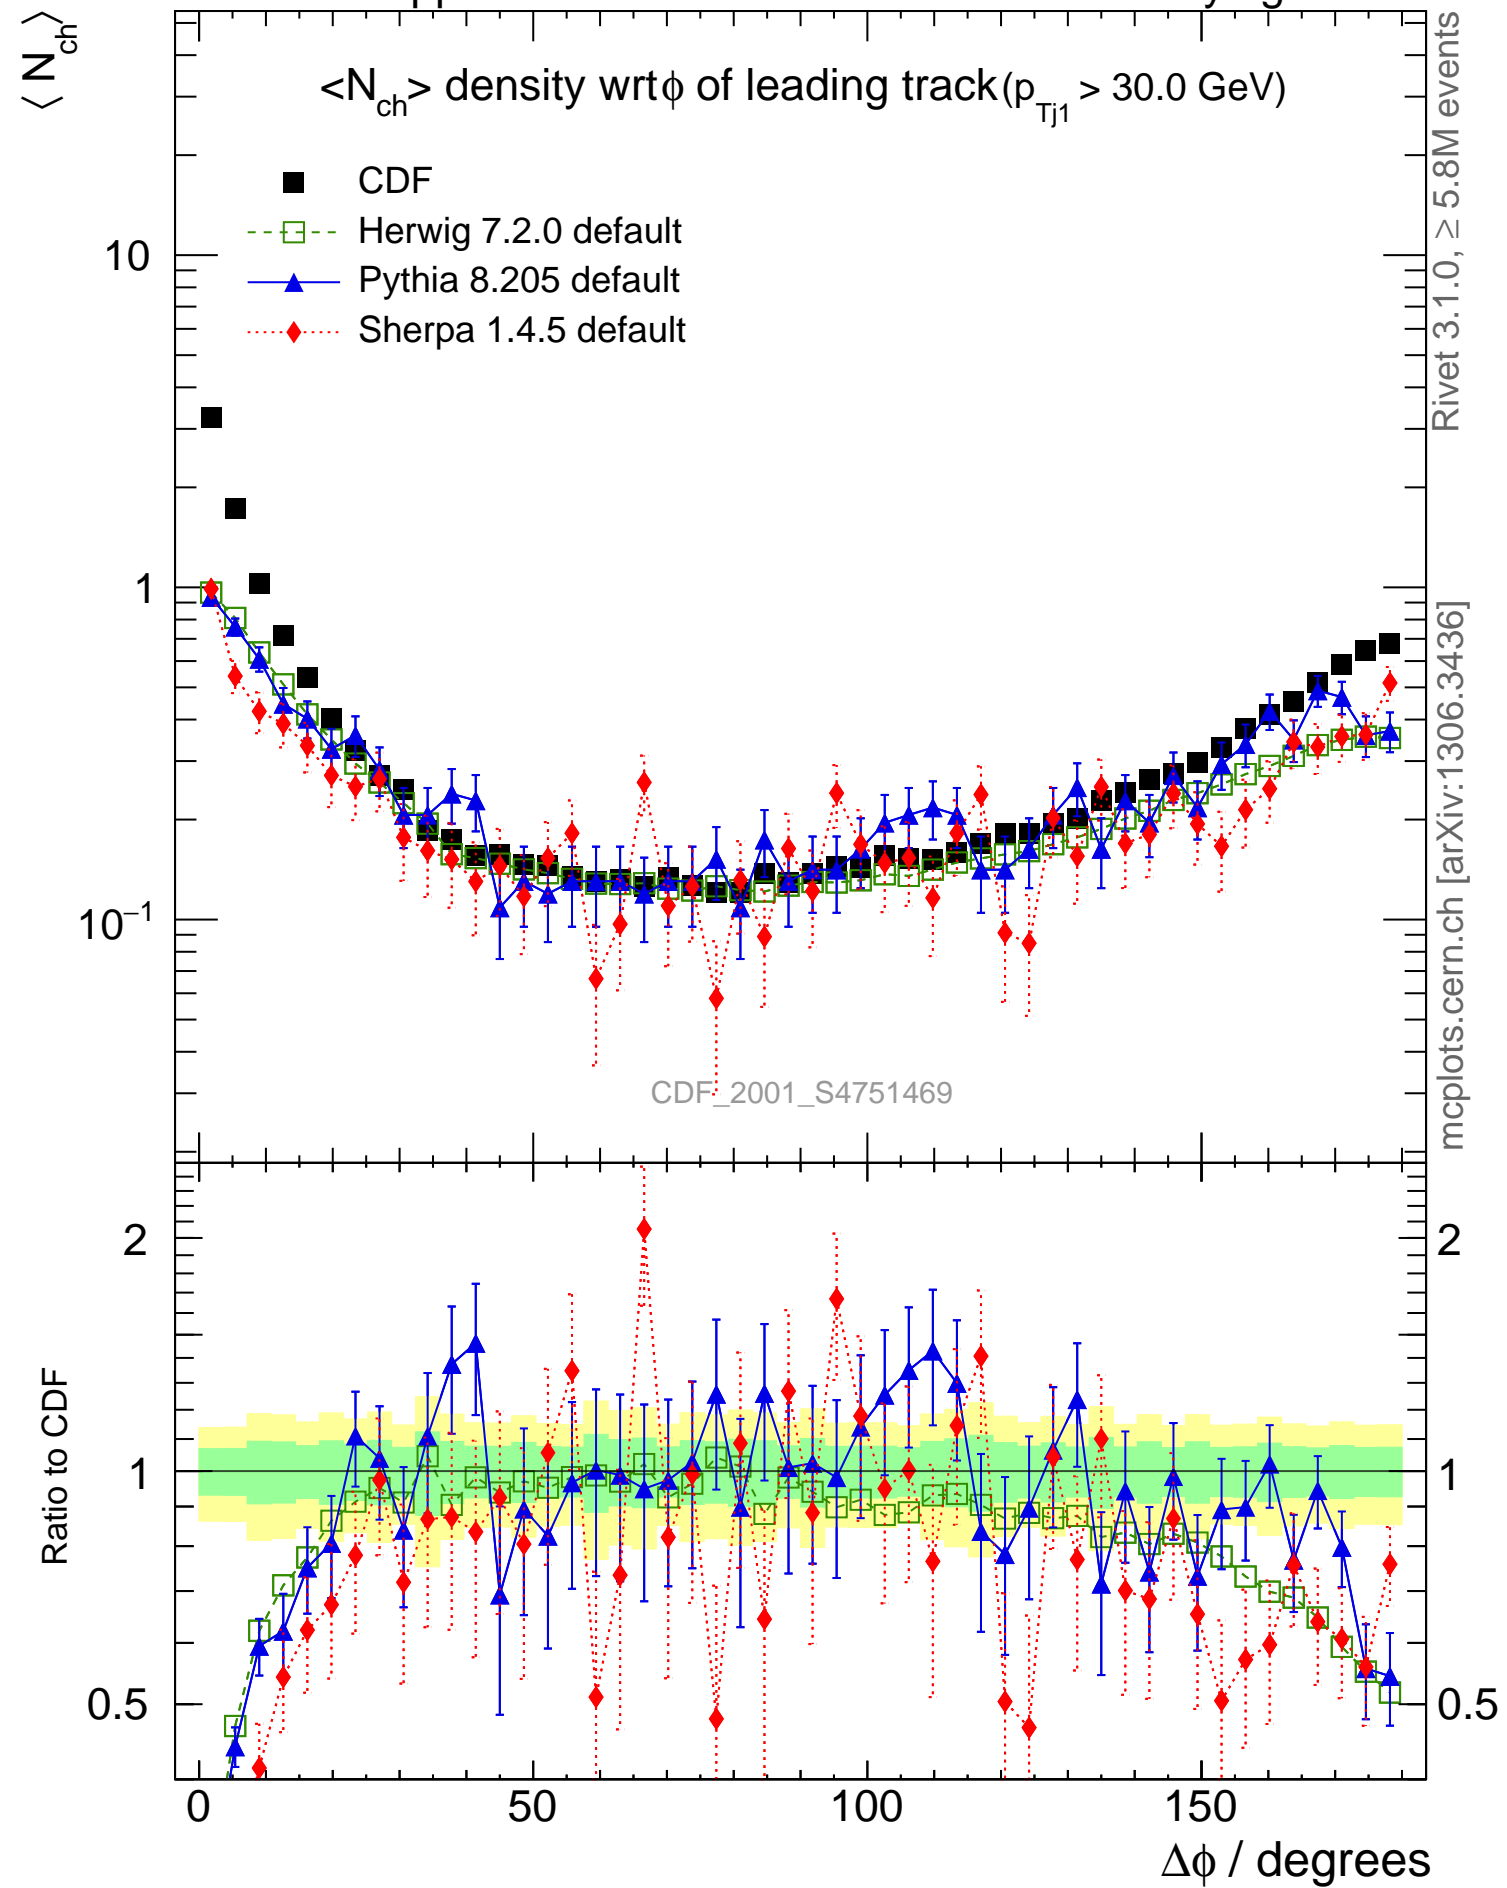 ⟨ N_ch ⟩
<N_ch> density wrtϕ of leading track(p_Tj1 > 30.0 GeV)
CDF
Herwig 7.2.0 default
Pythia 8.205 default
Sherpa 1.4.5 default
10
1
10⁻¹
CDF_2001_S4751469
Rivet 3.1.0, ≥ 5.8M events
mcplots.cern.ch [arXiv:1306.3436]
Ratio to CDF
2
1
0.5
2
1
0.5
0
50
100
150
Δϕ / degrees